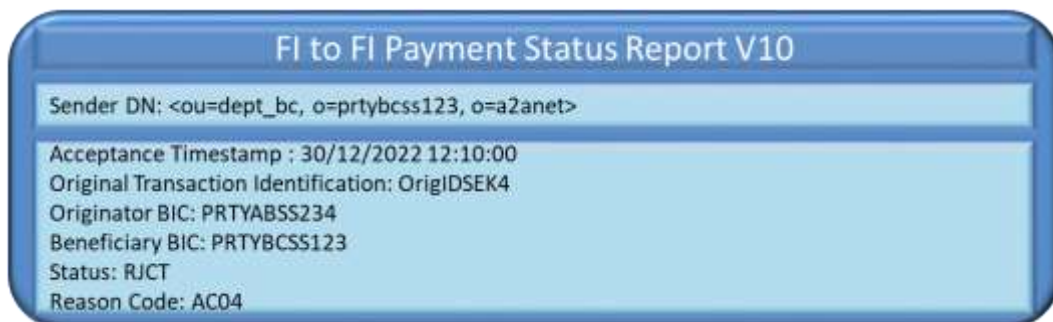 FI to FI Payment Status Report V10
Sender DN: <ou=dept_bc, o=prtybcss123, o=a2anet>
Acceptance Timestamp : 30/12/2022 12:10:00
Original Transaction Identification: OrigIDSEK4
Originator BIC: PRTYABSS234
Beneficiary BIC: PRTYBCSS123
Status: RJCT
Reason Code: AC04